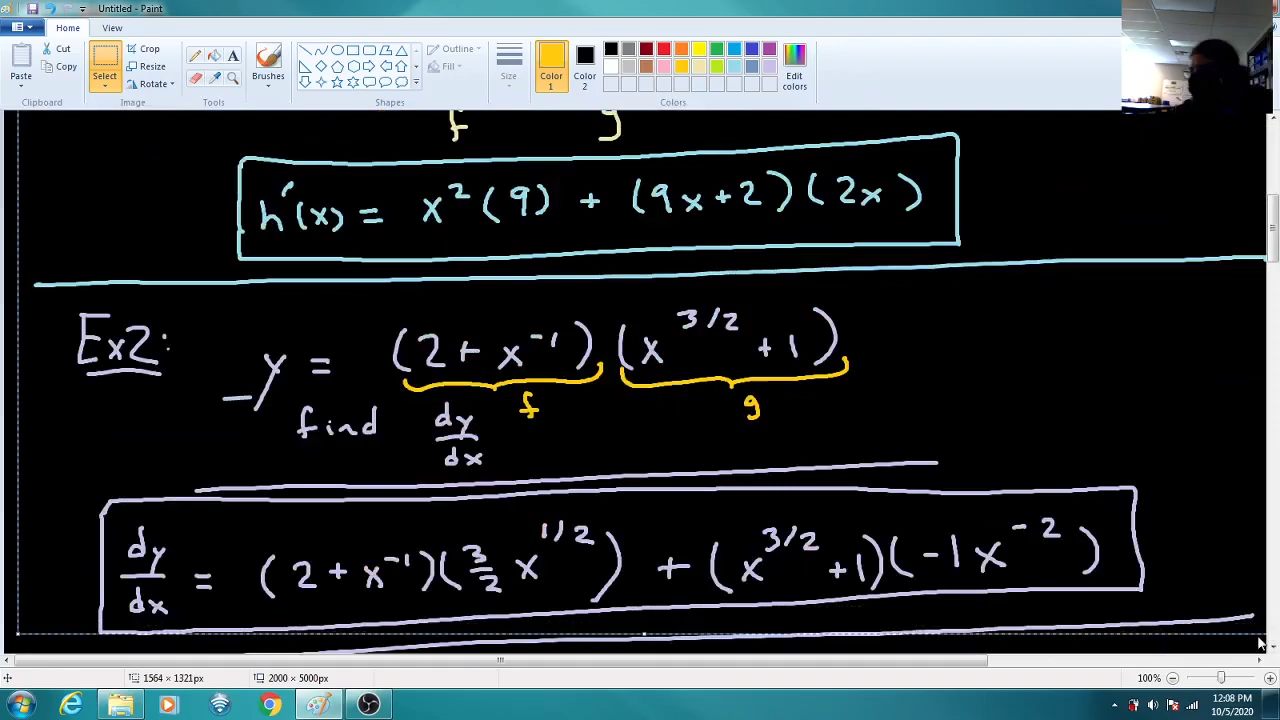 Untitled - Paint
Home View
Paste
Cut
Copy
Clipboard
Select
Crop
Resize
Rotate
Image
Tools
Brushes
Shapes
Outline
Fill
Size
Color 1
Color 2
Edit colors
Colors
f g
h'(x) = x²(9) + (9x+2)(2x)
Ex2:
y = (2 + x⁻¹)(x^3/2 + 1)
f g
find dy/dx
dy/dx = (2 + x⁻¹)(3/2 x^1/2) + (x^3/2 + 1)(-1x⁻²)
1564 × 1321px
2000 × 5000px
100%
12:08 PM
10/5/2020